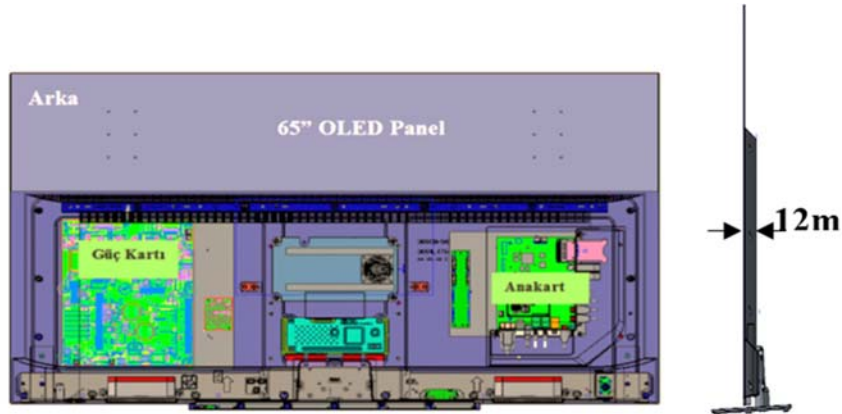 Arka
65” OLED Panel
Güç Kartı
Anakart
12m